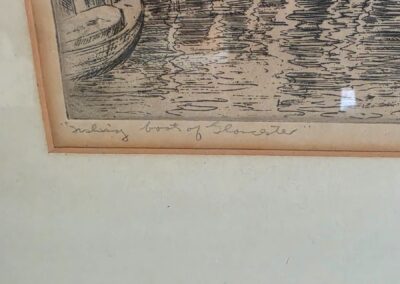 "Fishing boat of Gloucester"